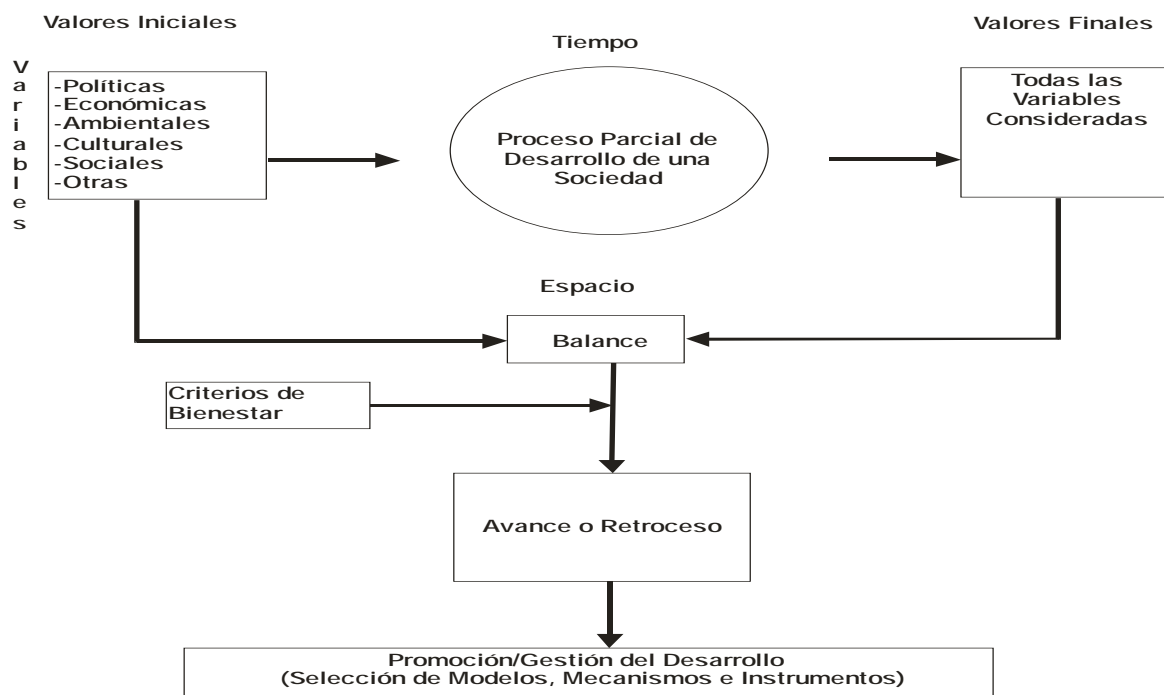 Valores Iniciales
Valores Finales
Tiempo
Variables
-Políticas
-Económicas
-Ambientales
-Culturales
-Sociales
-Otras
Proceso Parcial de
Desarrollo de una
Sociedad
Todas las
Variables
Consideradas
Espacio
Balance
Criterios de
Bienestar
Avance o Retroceso
Promoción/Gestión del Desarrollo
(Selección de Modelos, Mecanismos e Instrumentos)